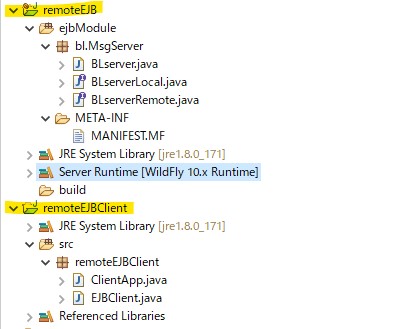 remoteEJB
ejbModule
bl.MsgServer
BLserver.java
BLserverLocal.java
BLserverRemote.java
META-INF
MANIFEST.MF
JRE System Library [jre1.8.0_171]
Server Runtime [WildFly 10.x Runtime]
build
remoteEJBClient
JRE System Library [jre1.8.0_171]
src
remoteEJBClient
ClientApp.java
EJBClient.java
Referenced Libraries